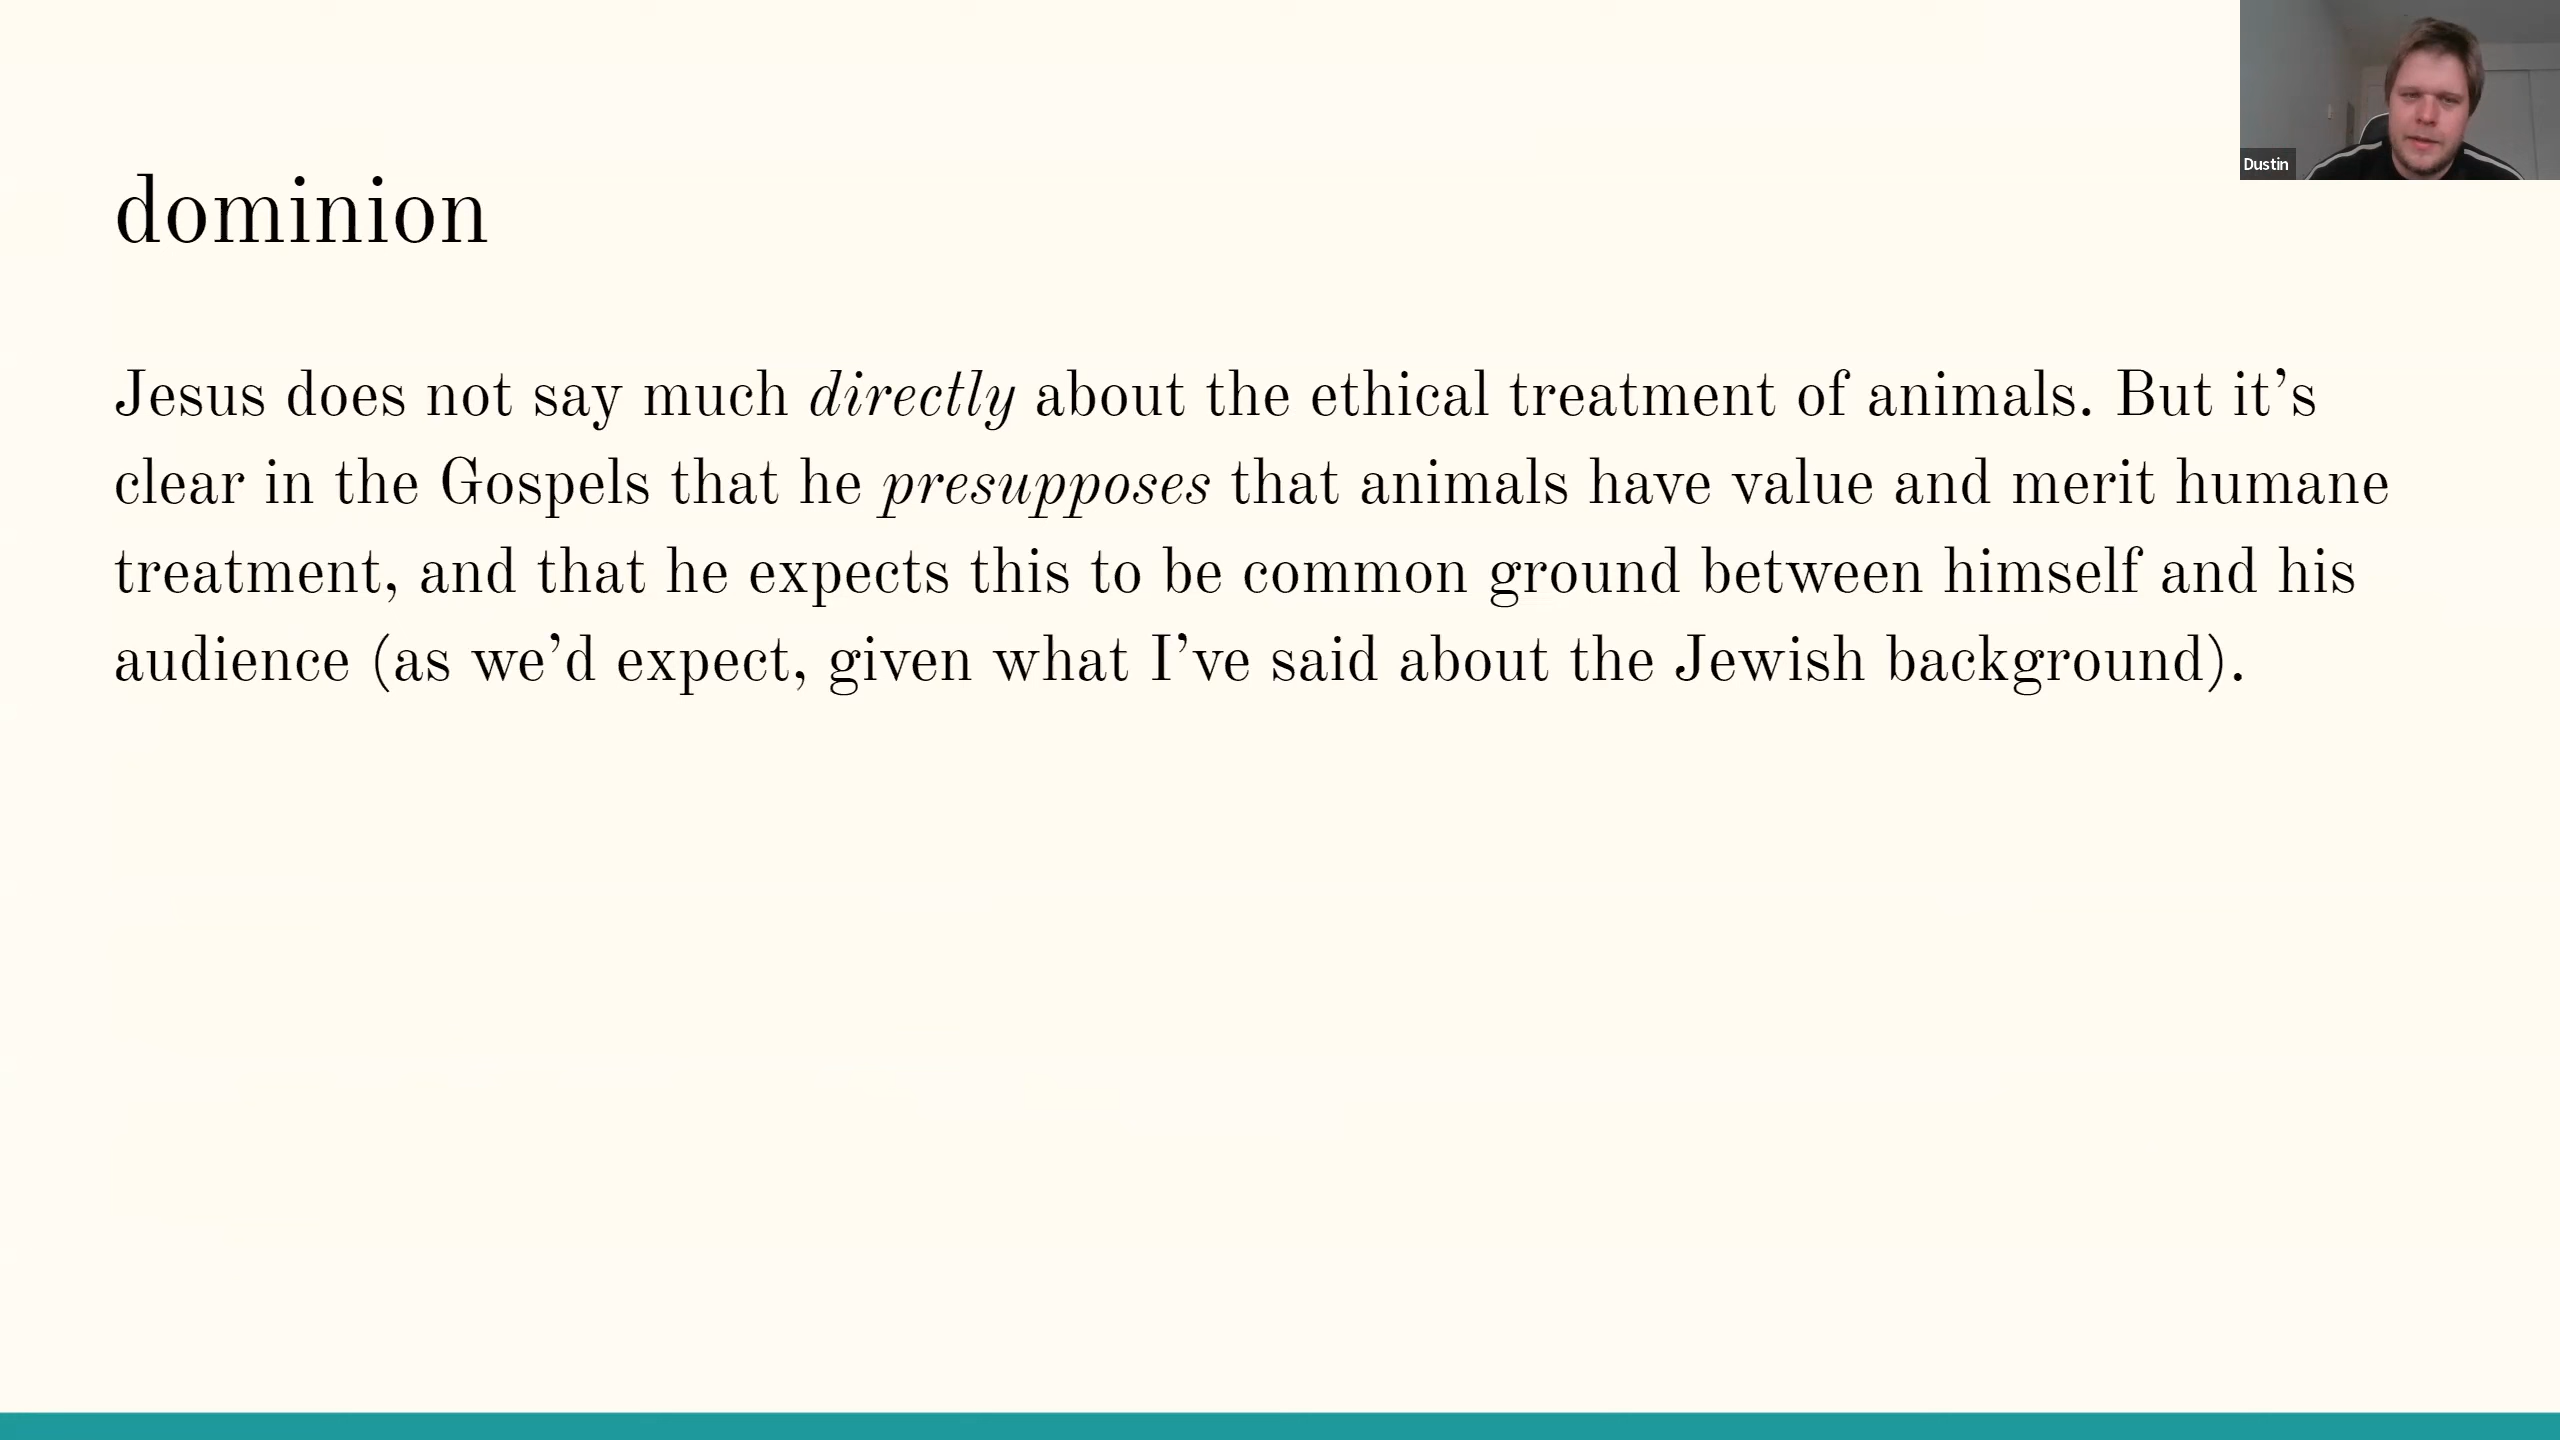 dominion
Jesus does not say much directly about the ethical treatment of animals. But it’s
clear in the Gospels that he presupposes that animals have value and merit humane
treatment, and that he expects this to be common ground between himself and his
audience (as we’d expect, given what I’ve said about the Jewish background).
Dustin